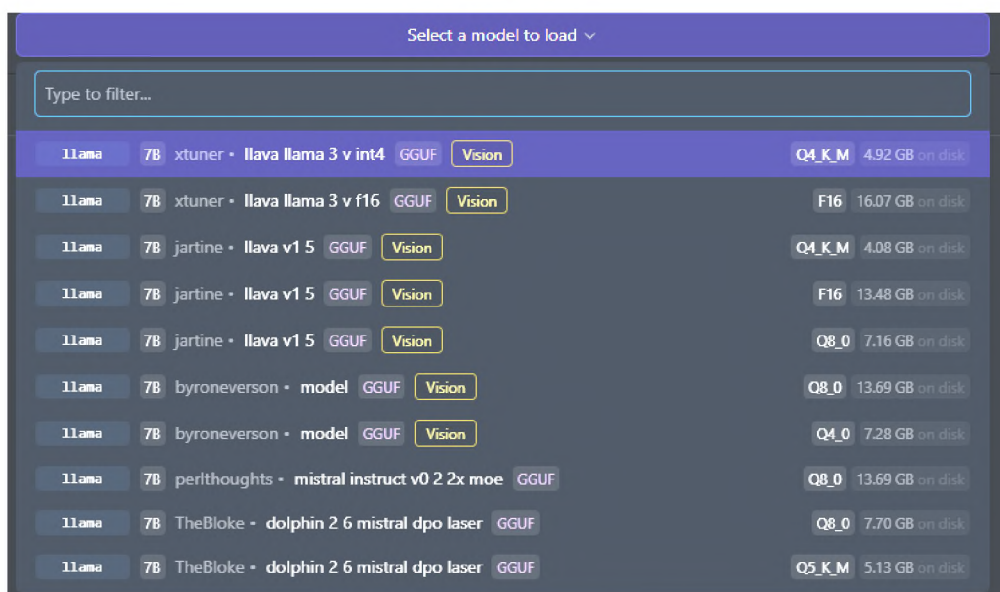 Select a model to load
Type to filter...
llama 7B xtuner • llava llama 3 v int4 GGUF Vision Q4_K_M 4.92 GB on disk
llama 7B xtuner • llava llama 3 v f16 GGUF Vision F16 16.07 GB on disk
llama 7B jartine • llava v1 5 GGUF Vision Q4_K_M 4.08 GB on disk
llama 7B jartine • llava v1 5 GGUF Vision F16 13.48 GB on disk
llama 7B jartine • llava v1 5 GGUF Vision Q8_0 7.16 GB on disk
llama 7B byroneverson • model GGUF Vision Q8_0 13.69 GB on disk
llama 7B byroneverson • model GGUF Vision Q4_0 7.28 GB on disk
llama 7B perlthoughts • mistral instruct v0 2 2x moe GGUF Q8_0 13.69 GB on disk
llama 7B TheBloke • dolphin 2 6 mistral dpo laser GGUF Q8_0 7.70 GB on disk
llama 7B TheBloke • dolphin 2 6 mistral dpo laser GGUF Q5_K_M 5.13 GB on disk